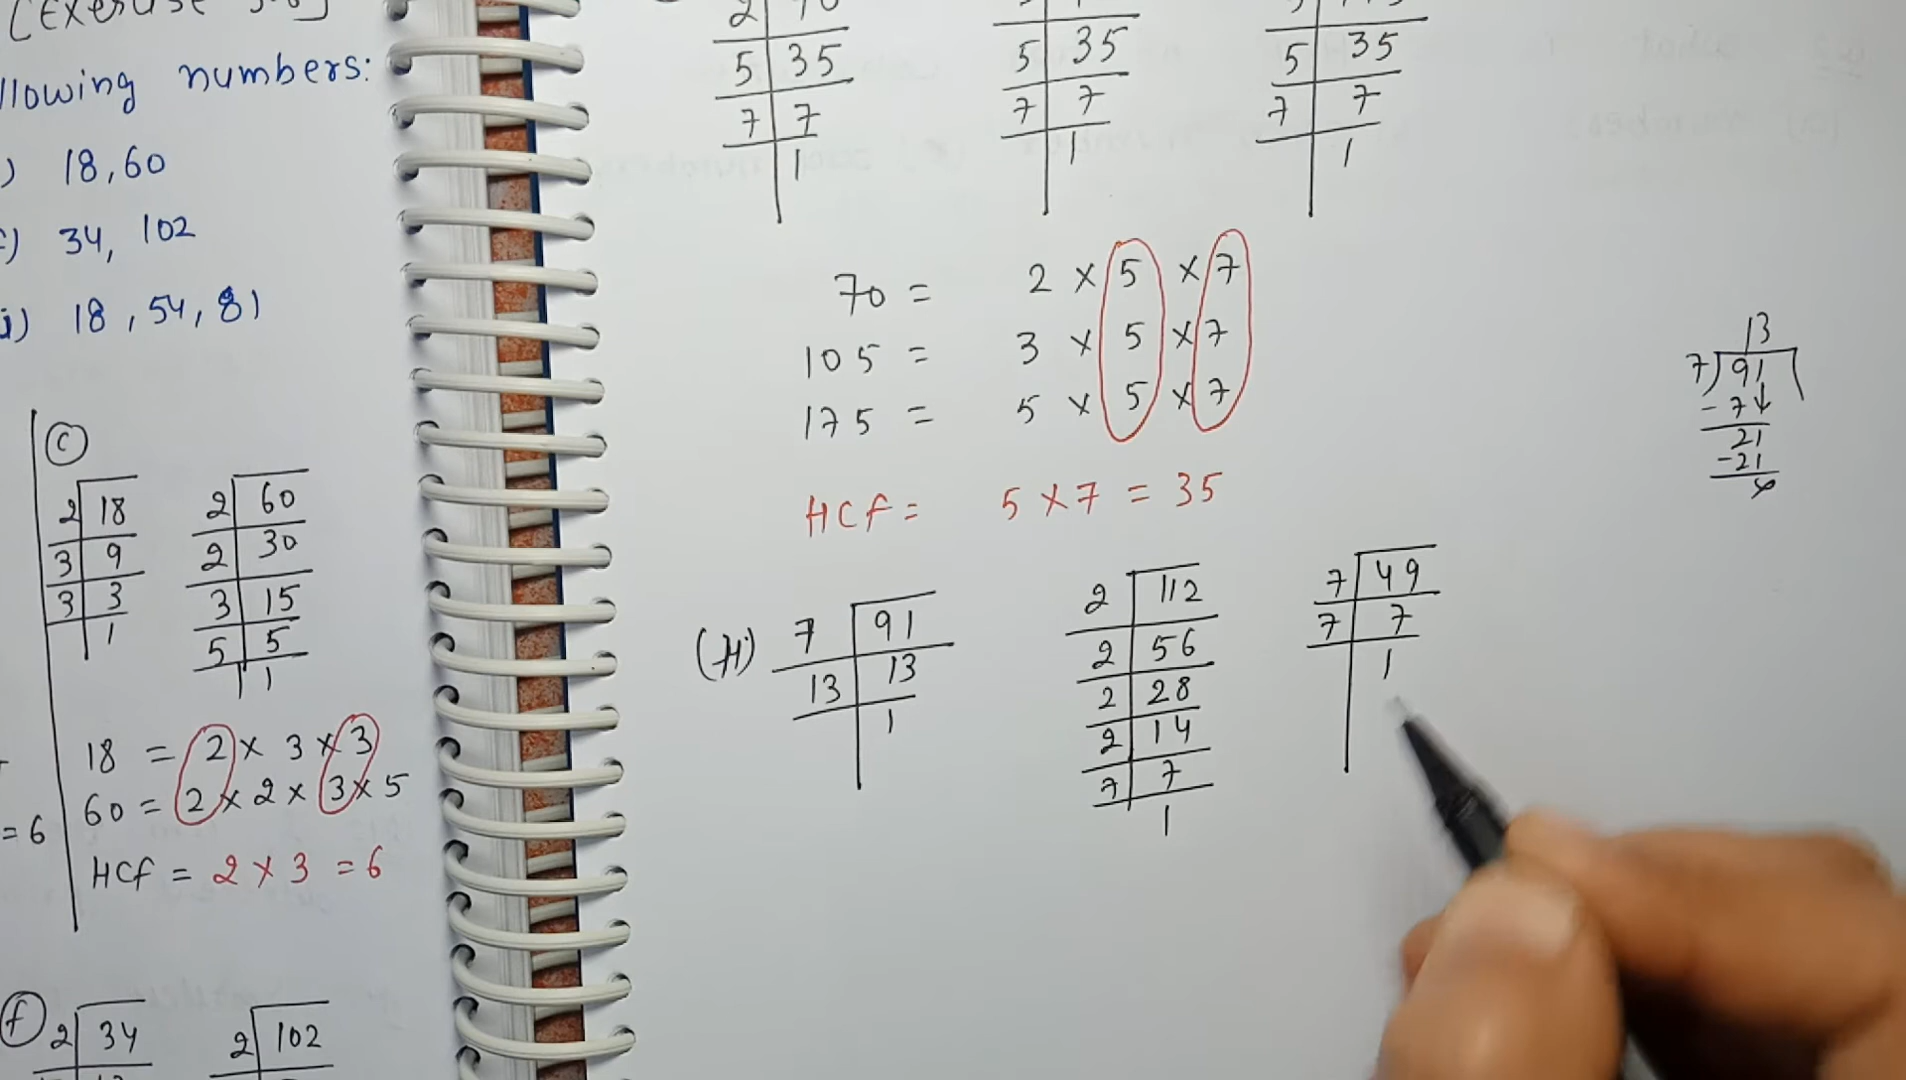 [Exercise
llowing numbers:
) 18,60
) 34, 102
) 18, 54, 81
C
2 18
3 9
3 3
1
2 60
2 30
3 15
5 5
1
18 = 2 × 3 × 3
60 = 2 × 2 × 3 × 5
= 6
HCf = 2 × 3 = 6
f
2 34
2 102
2 70
5 35
7 7
1
5 35
7 7
1
5 35
7 7
1
70 = 2 × 5 × 7
105 = 3 × 5 × 7
175 = 5 × 5 × 7
HCf = 5 × 7 = 35
13
7)91
-7↓
21
-21
0
(H)
7 91
13 13
1
2 112
2 56
2 28
2 14
7 7
1
7 49
7 7
1